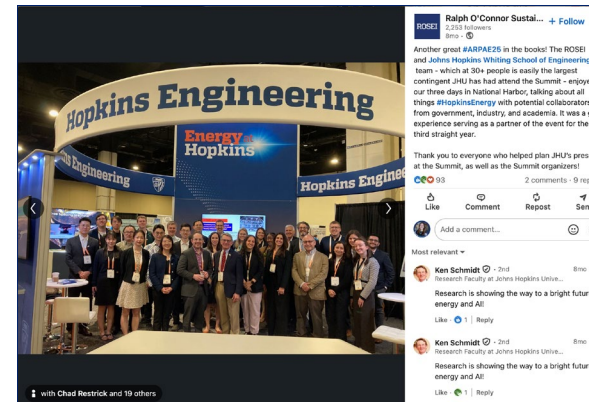 Hopkins Engineering
Energy at
Hopkins
Engineering
Hopkins Enginee
with Chad Restrick and 19 others
ROSEI
Ralph O'Connor Sustai...
+ Follow
2,253 followers
8mo •
Another great #ARPAE25 in the books! The ROSEI
and Johns Hopkins Whiting School of Engineering
team - which at 30+ people is easily the largest
contingent JHU has had attend the Summit - enjoye
our three days in National Harbor, talking about all
things #HopkinsEnergy with potential collaborators
from government, industry, and academia. It was a g
experience serving as a partner of the event for the
third straight year.
Thank you to everyone who helped plan JHU's pres
at the Summit, as well as the Summit organizers!
93
2 comments · 9 rep
Like
Comment
Repost
Sen
Add a comment...
Most relevant
Ken Schmidt • 2nd
8mo
Research Faculty at Johns Hopkins Unive...
Research is showing the way to a bright futur
energy and AI!
Like · 1 | Reply
Ken Schmidt • 2nd
8mo
Research Faculty at Johns Hopkins Unive...
Research is showing the way to a bright futur
energy and AI!
Like · 1 | Reply